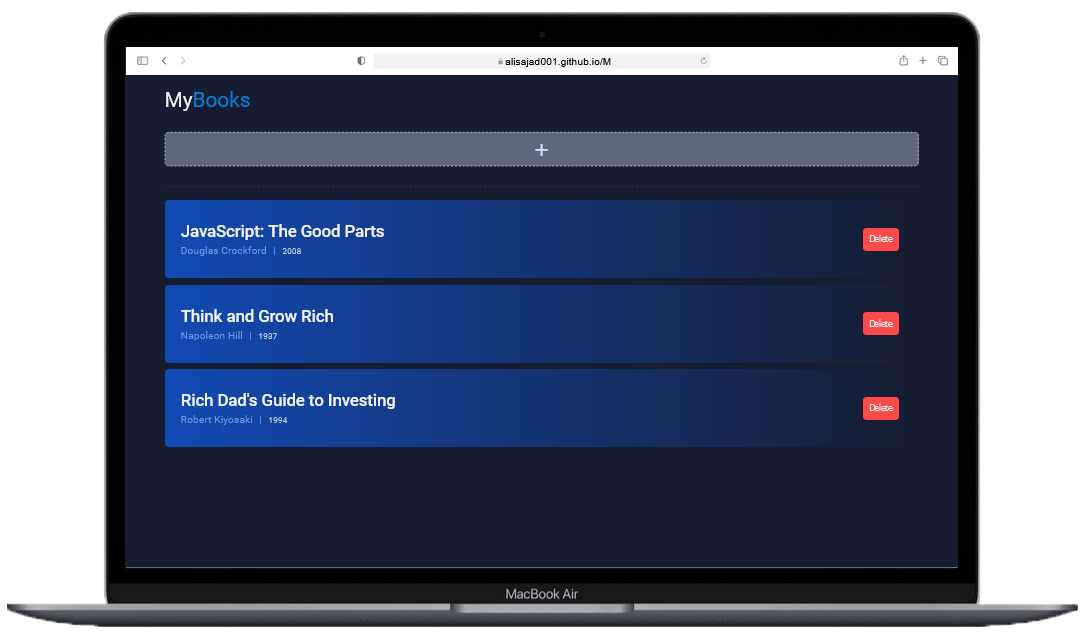 alisajad001.github.io/M
MyBooks
+
JavaScript: The Good Parts
Douglas Crockford | 2008
Delete
Think and Grow Rich
Napoleon Hill | 1937
Delete
Rich Dad's Guide to Investing
Robert Kiyosaki | 1994
Delete
MacBook Air